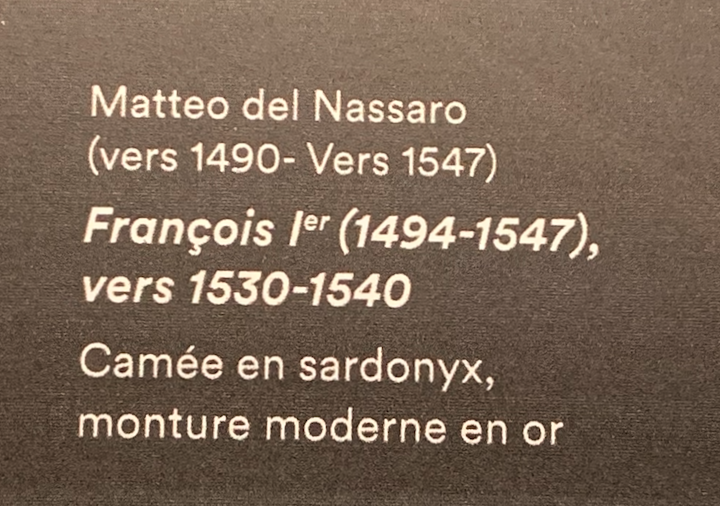 Matteo del Nassaro
(vers 1490- Vers 1547)
François Iᵉʳ (1494-1547),
vers 1530-1540
Camée en sardonyx,
monture moderne en or